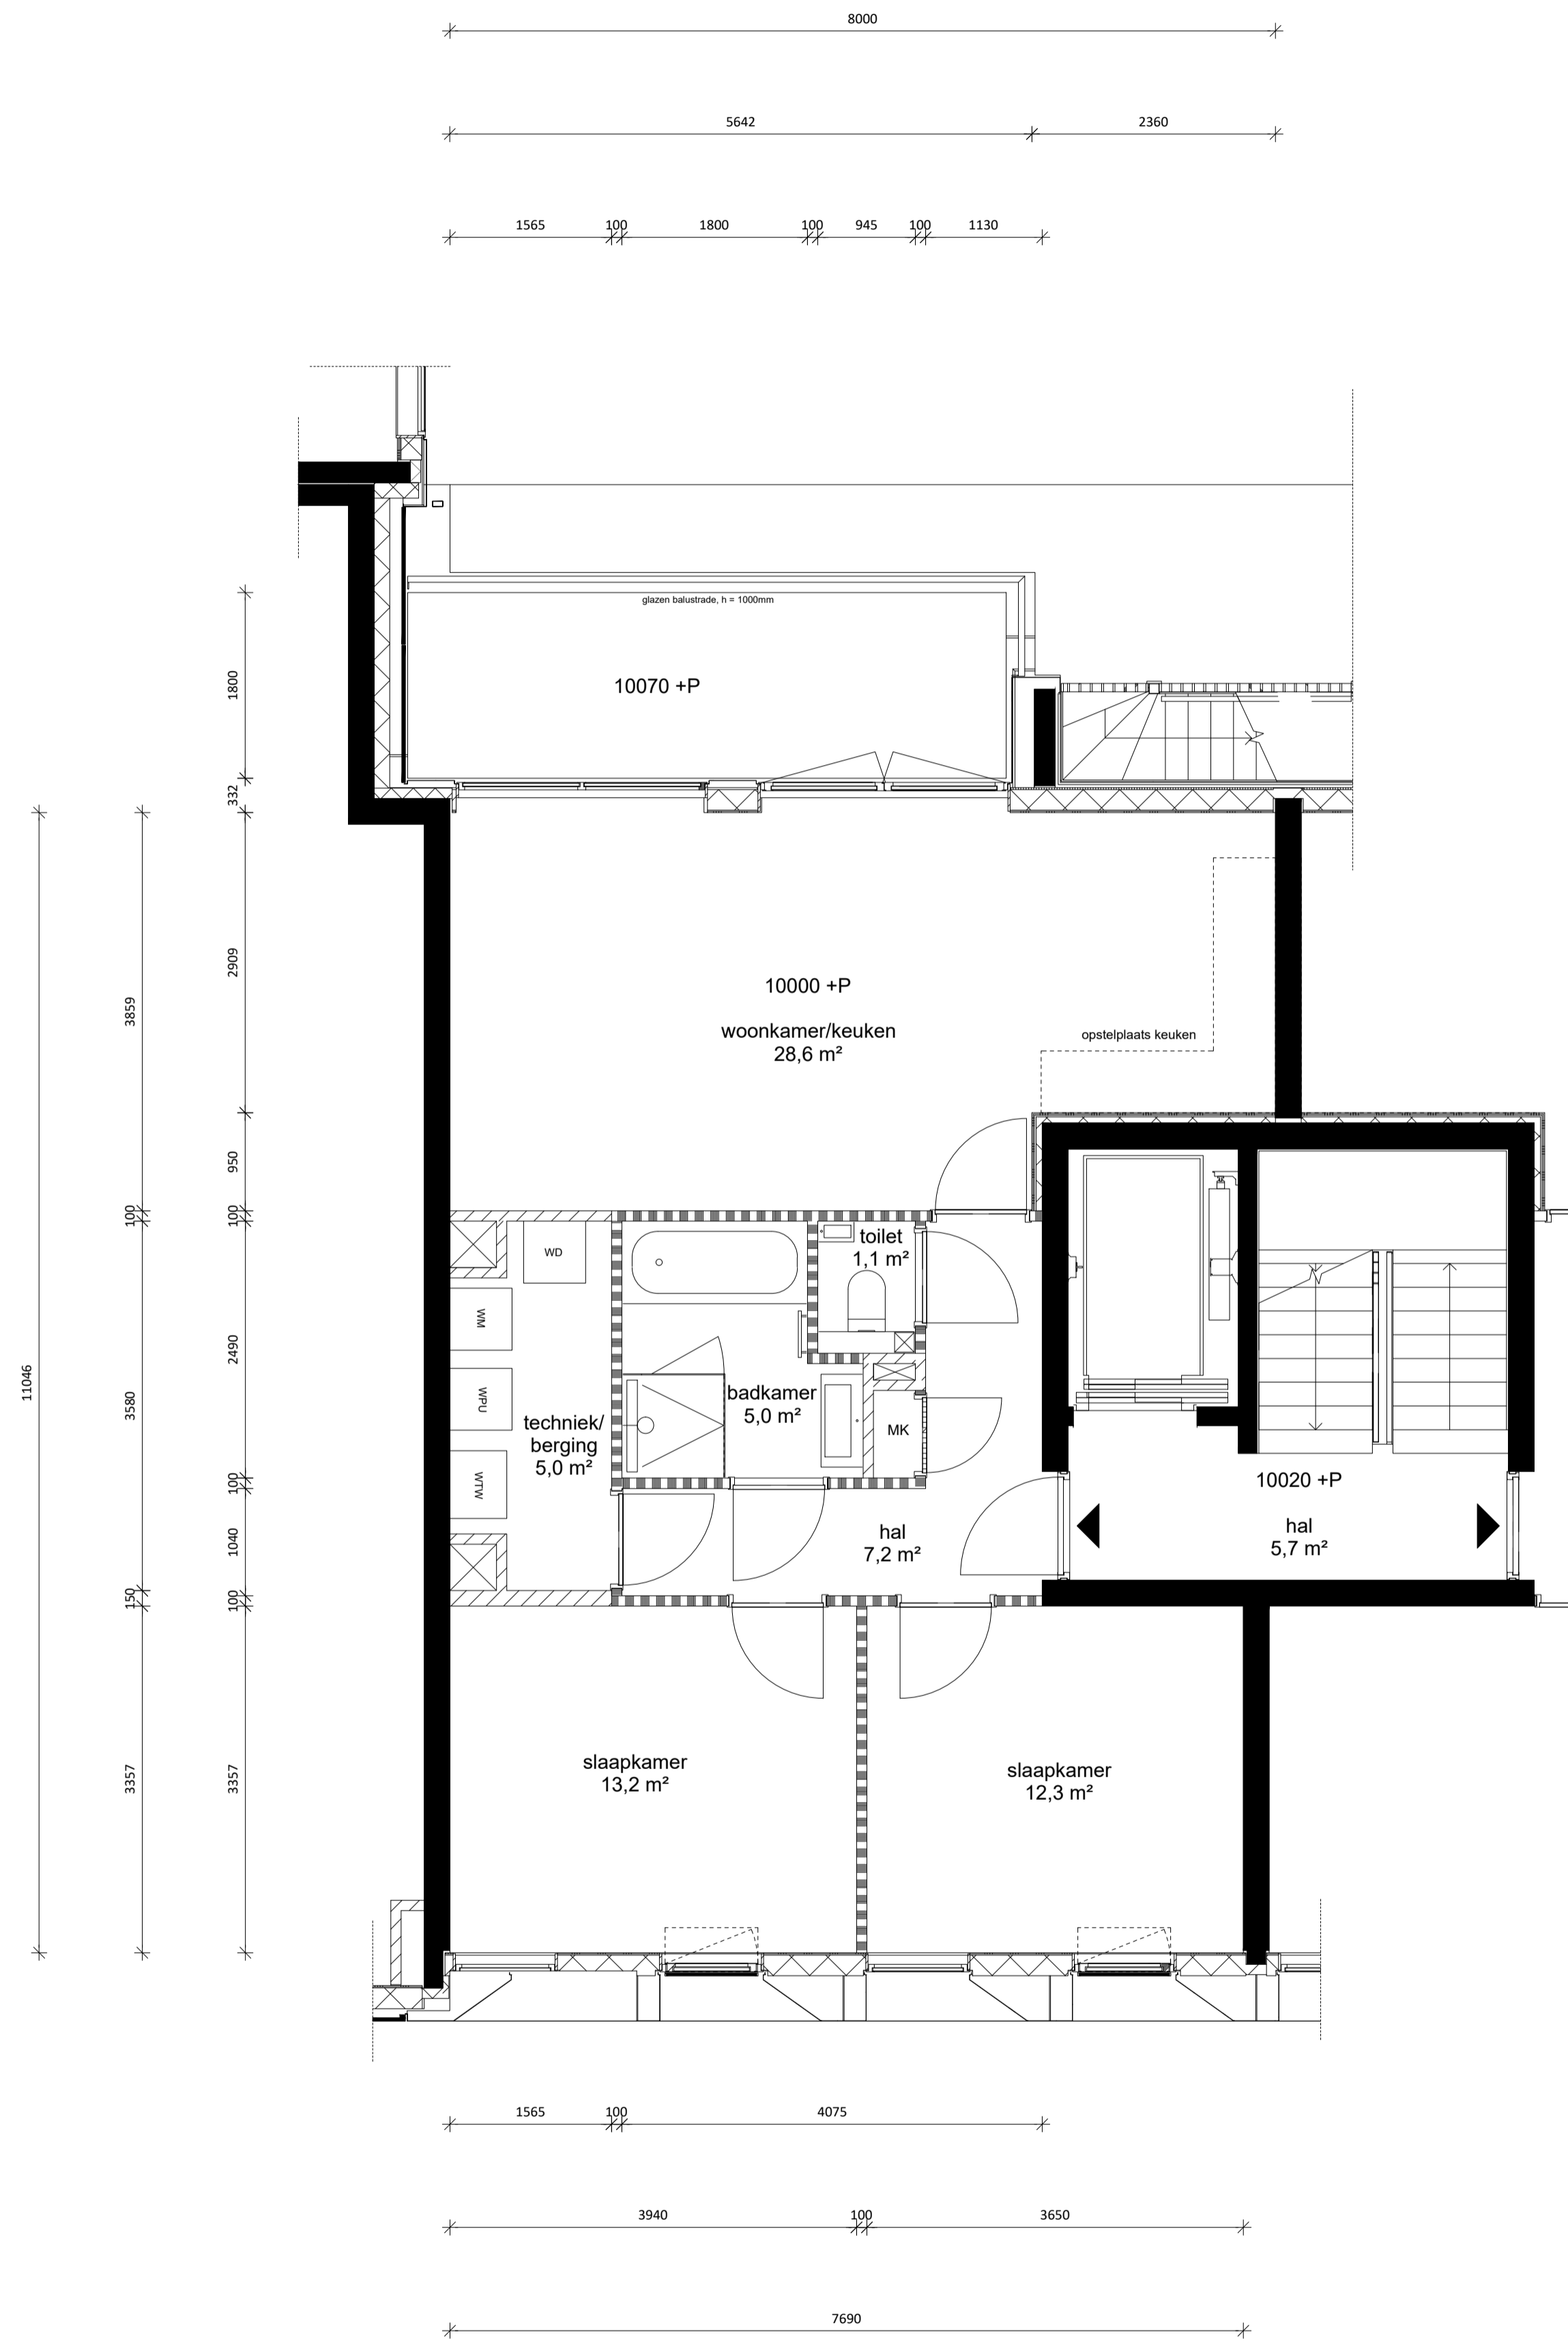 8000
5642
2360
1565
100
1800
100
945
100
1130
glazen balustrade, h = 1000mm
10070 +P
1800
332
2909
3859
10000 +P
woonkamer/keuken
28,6 m²
opstelplaats keuken
950
100
100
toilet
1,1 m²
WD
WM
2490
11046
3580
WPU
badkamer
5,0 m²
techniek/
berging
5,0 m²
MK
WTW
100
10020 +P
hal
5,7 m²
1040
hal
7,2 m²
150
100
slaapkamer
13,2 m²
slaapkamer
12,3 m²
3357
3357
1565
100
4075
3940
100
3650
7690